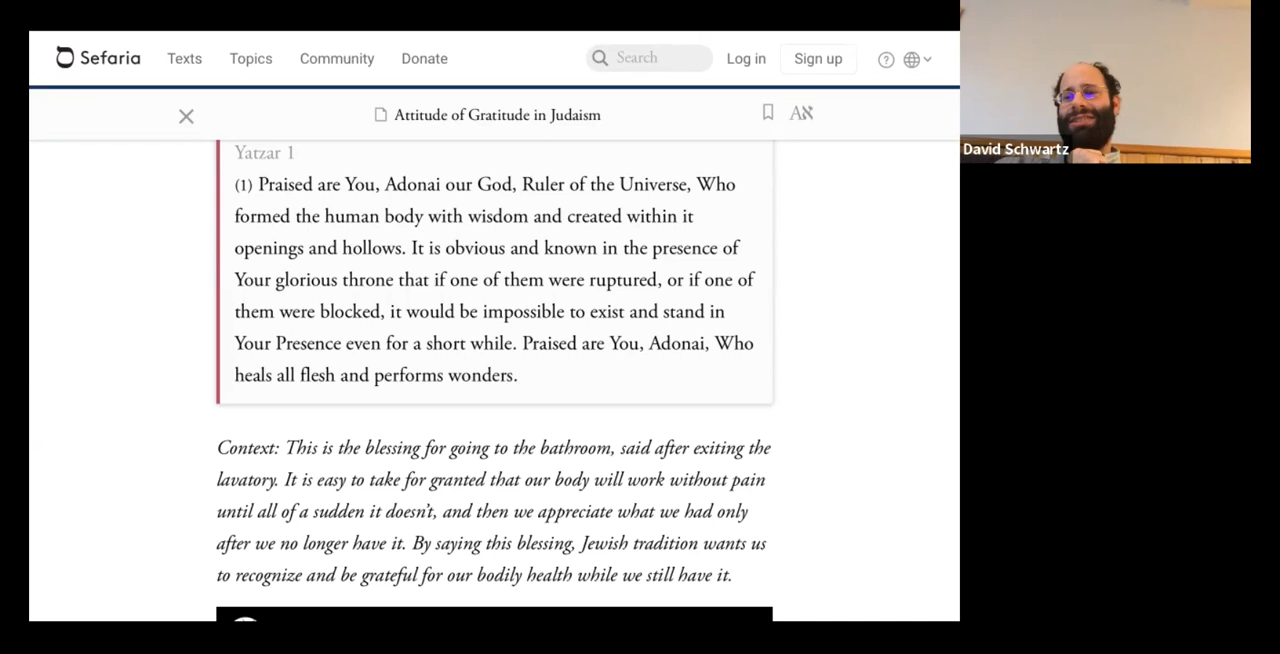 Sefaria Texts Topics Community Donate Search Log in Sign up
Attitude of Gratitude in Judaism Aא
Yatzar 1
(1) Praised are You, Adonai our God, Ruler of the Universe, Who
formed the human body with wisdom and created within it
openings and hollows. It is obvious and known in the presence of
Your glorious throne that if one of them were ruptured, or if one of
them were blocked, it would be impossible to exist and stand in
Your Presence even for a short while. Praised are You, Adonai, Who
heals all flesh and performs wonders.
Context: This is the blessing for going to the bathroom, said after exiting the
lavatory. It is easy to take for granted that our body will work without pain
until all of a sudden it doesn't, and then we appreciate what we had only
after we no longer have it. By saying this blessing, Jewish tradition wants us
to recognize and be grateful for our bodily health while we still have it.
David Schwartz